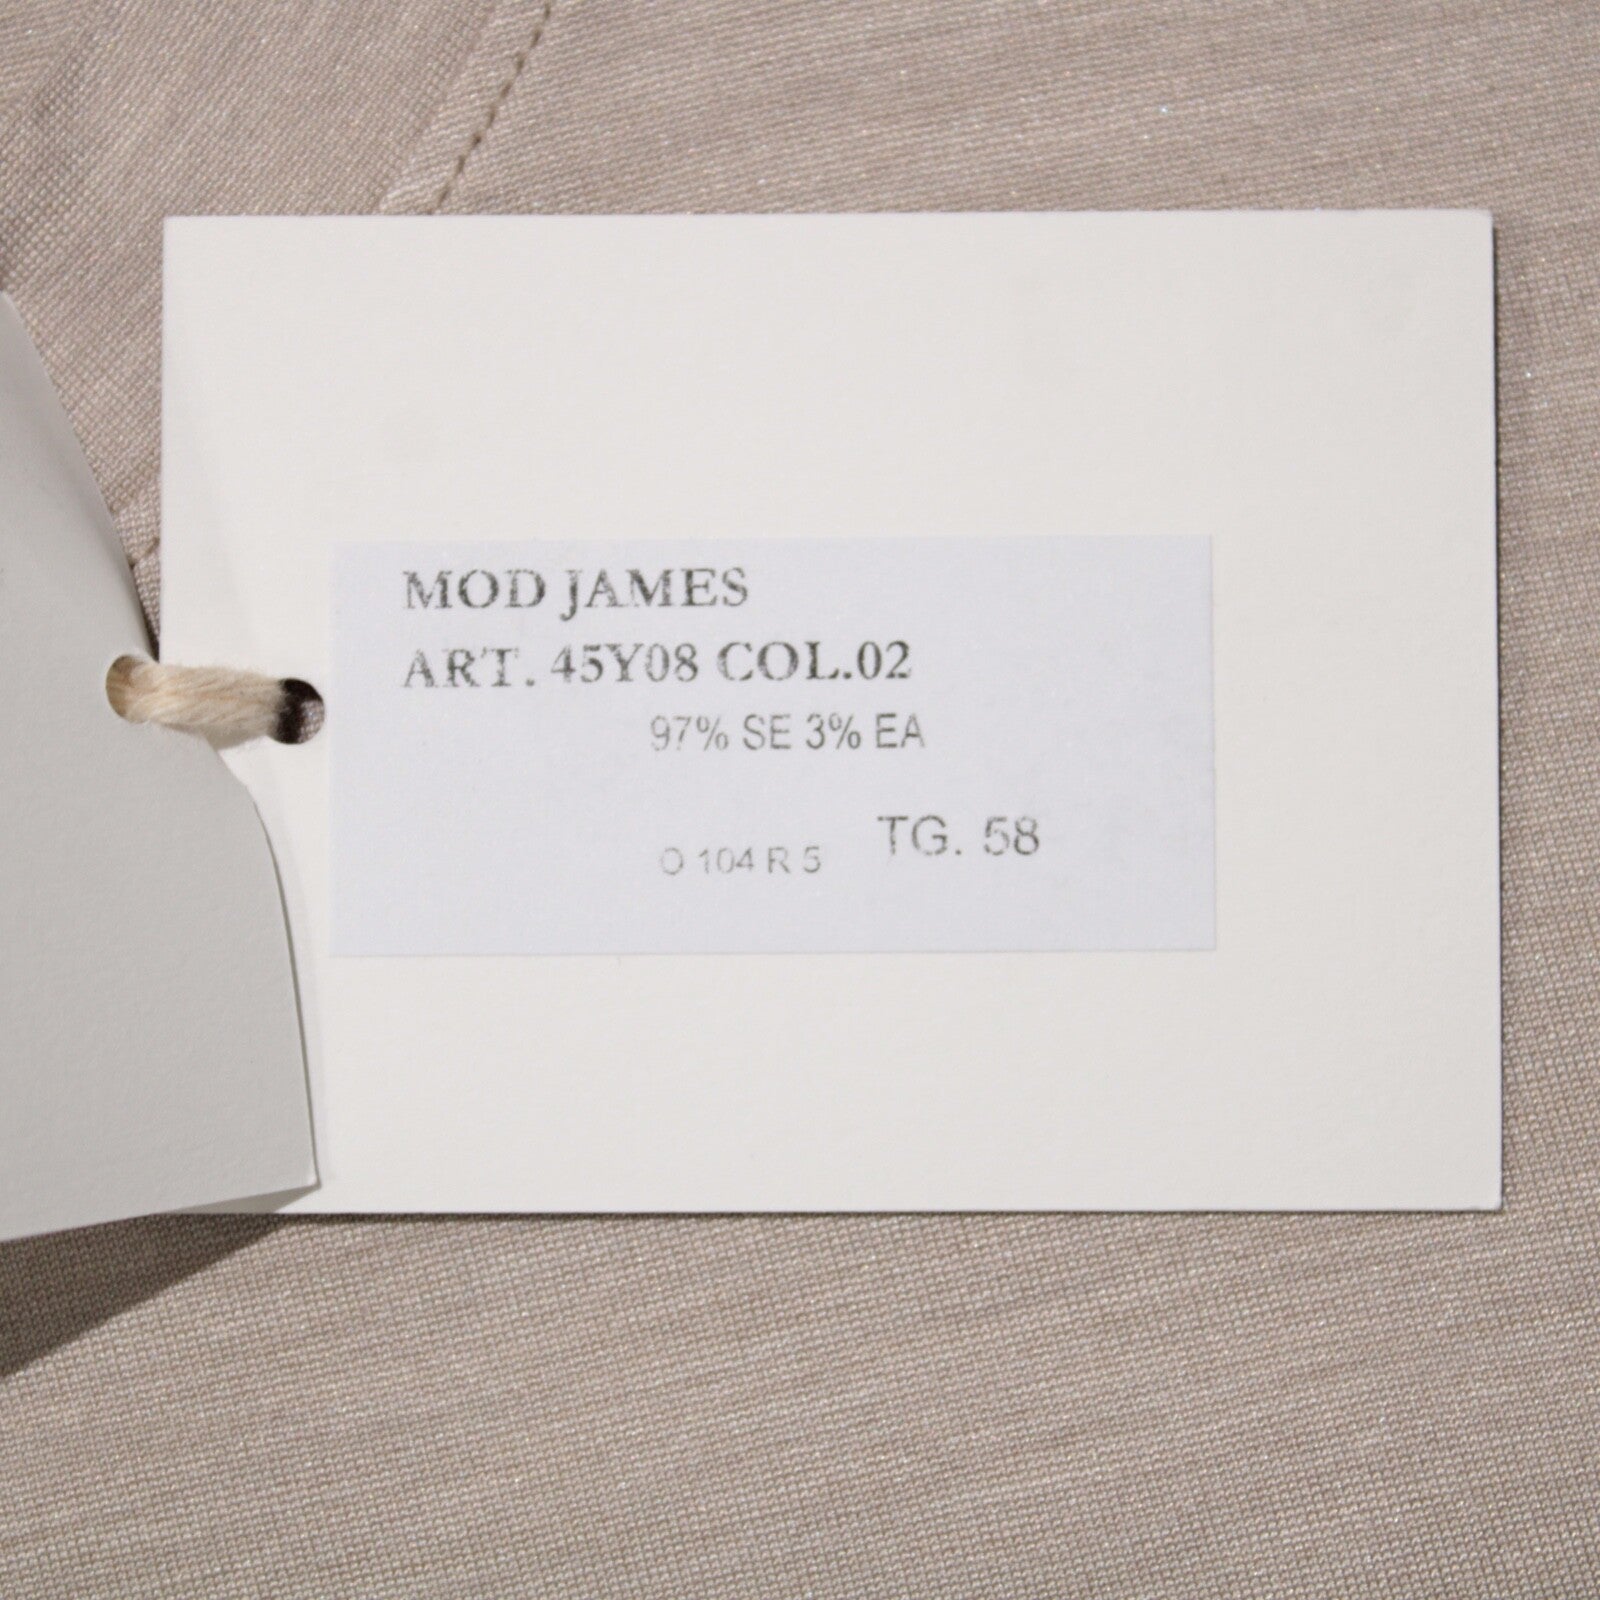 MOD JAMES
ART. 45Y08 COL.02
97% SE 3% EA
TG. 58
O 104 R 5